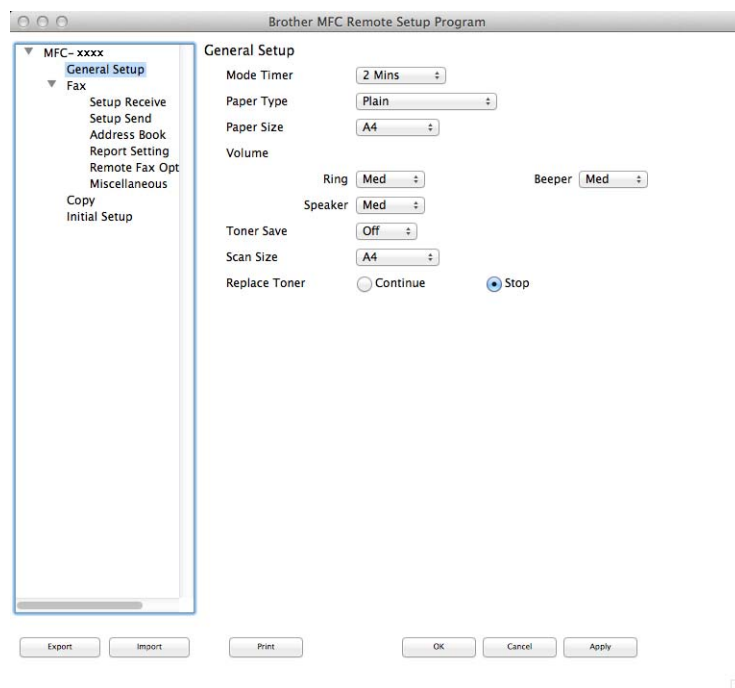 Brother MFC Remote Setup Program
MFC- xxxx
General Setup
Fax
Setup Receive
Setup Send
Address Book
Report Setting
Remote Fax Opt
Miscellaneous
Copy
Initial Setup
General Setup
Mode Timer 2 Mins
Paper Type Plain
Paper Size A4
Volume
Ring Med Beeper Med
Speaker Med
Toner Save Off
Scan Size A4
Replace Toner Continue Stop
Export Import Print OK Cancel Apply